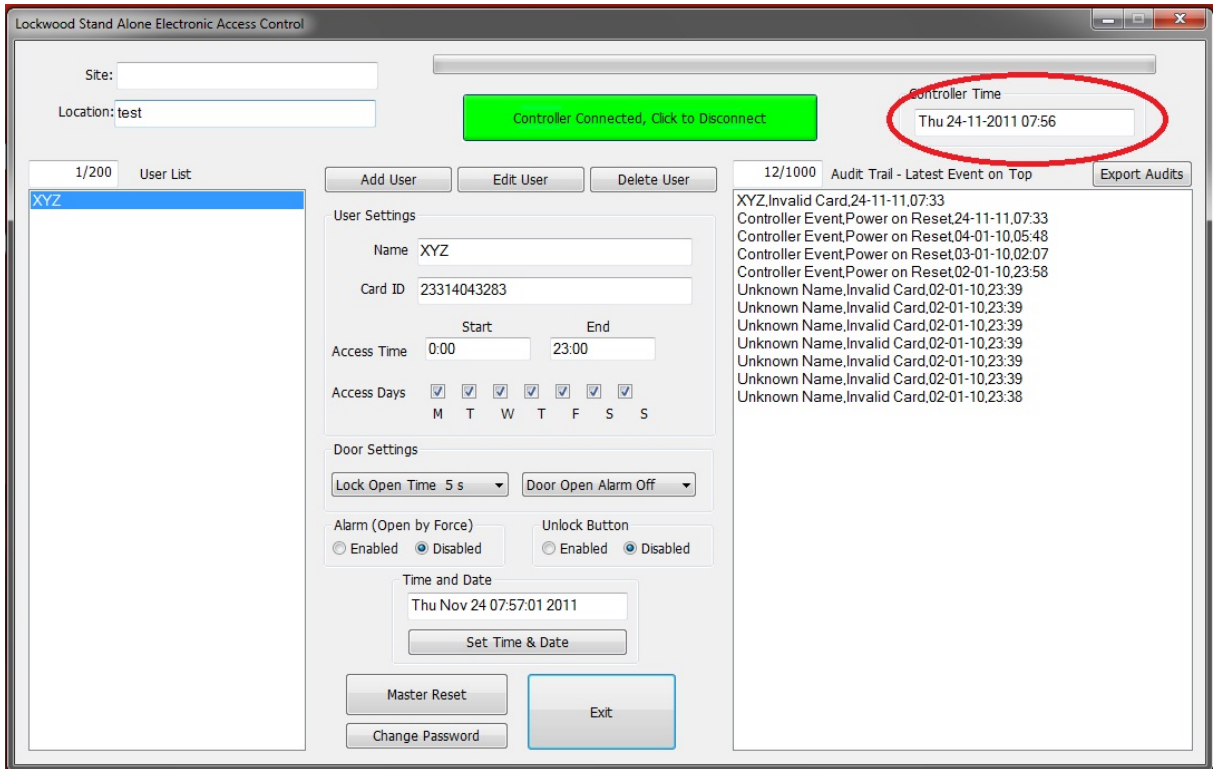 Lockwood Stand Alone Electronic Access Control
Site:
Location: test
Controller Connected, Click to Disconnect
Controller Time
Thu 24-11-2011 07:56
1/200 User List
XYZ
Add User Edit User Delete User
User Settings
Name XYZ
Card ID 23314043283
Start End
Access Time 0:00 23:00
Access Days
M T W T F S S
Door Settings
Lock Open Time 5 s Door Open Alarm Off
Alarm (Open by Force) Unlock Button
Enabled Disabled Enabled Disabled
Time and Date
Thu Nov 24 07:57:01 2011
Set Time & Date
Master Reset
Change Password
Exit
12/1000 Audit Trail - Latest Event on Top Export Audits
XYZ,Invalid Card,24-11-11,07:33
Controller Event,Power on Reset,24-11-11,07:33
Controller Event,Power on Reset,04-01-10,05:48
Controller Event,Power on Reset,03-01-10,02:07
Controller Event,Power on Reset,02-01-10,23:58
Unknown Name,Invalid Card,02-01-10,23:39
Unknown Name,Invalid Card,02-01-10,23:39
Unknown Name,Invalid Card,02-01-10,23:39
Unknown Name,Invalid Card,02-01-10,23:39
Unknown Name,Invalid Card,02-01-10,23:39
Unknown Name,Invalid Card,02-01-10,23:39
Unknown Name,Invalid Card,02-01-10,23:38